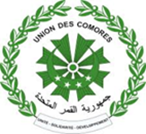 UNION DES COMORES
جمهورية القمر المتحدة
UNITÉ - SOLIDARITÉ - DÉVELOPPEMENT